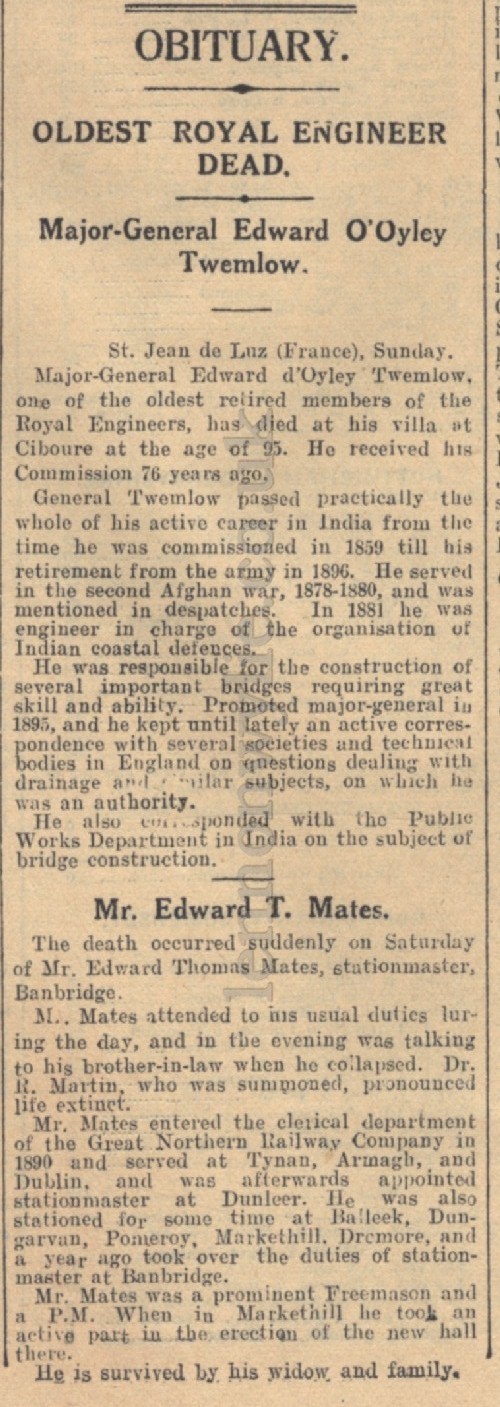 OBITUARY.
OLDEST ROYAL ENGINEER
DEAD.
Major-General Edward O'Oyley
Twemlow.
St. Jean de Luz (France), Sunday.
Major-General Edward d'Oyley Twemlow,
one of the oldest retired members of the
Royal Engineers, has died at his villa at
Ciboure at the age of 95. He received his
Commission 76 years ago.
General Twemlow passed practically the
whole of his active career in India from the
time he was commissioned in 1859 till his
retirement from the army in 1896. He served
in the second Afghan war, 1878-1880, and was
mentioned in despatches. In 1881 he was
engineer in charge of the organisation of
Indian coastal defences.
He was responsible for the construction of
several important bridges requiring great
skill and ability. Promoted major-general in
1895, and he kept until lately an active corres-
pondence with several societies and technical
bodies in England on questions dealing with
drainage and similar subjects, on which he
was an authority.
He also corresponded with the Public
Works Department in India on the subject of
bridge construction.
Mr. Edward T. Mates.
The death occurred suddenly on Saturday
of Mr. Edward Thomas Mates, stationmaster,
Banbridge.
M.. Mates attended to his usual duties lur-
ing the day, and in the evening was talking
to his brother-in-law when he collapsed. Dr.
R. Martin, who was summoned, pronounced
life extinct.
Mr. Mates entered the clerical department
of the Great Northern Railway Company in
1890 and served at Tynan, Armagh, and
Dublin, and was afterwards appointed
stationmaster at Dunleer. He was also
stationed for some time at Balleek, Dun-
garvan, Pomeroy, Markethill, Dromore, and
a year ago took over the duties of station-
master at Banbridge.
Mr. Mates was a prominent Freemason and
a P.M. When in Markethill he took an
active part in the erection of the new hall
there.
He is survived by his widow and family.